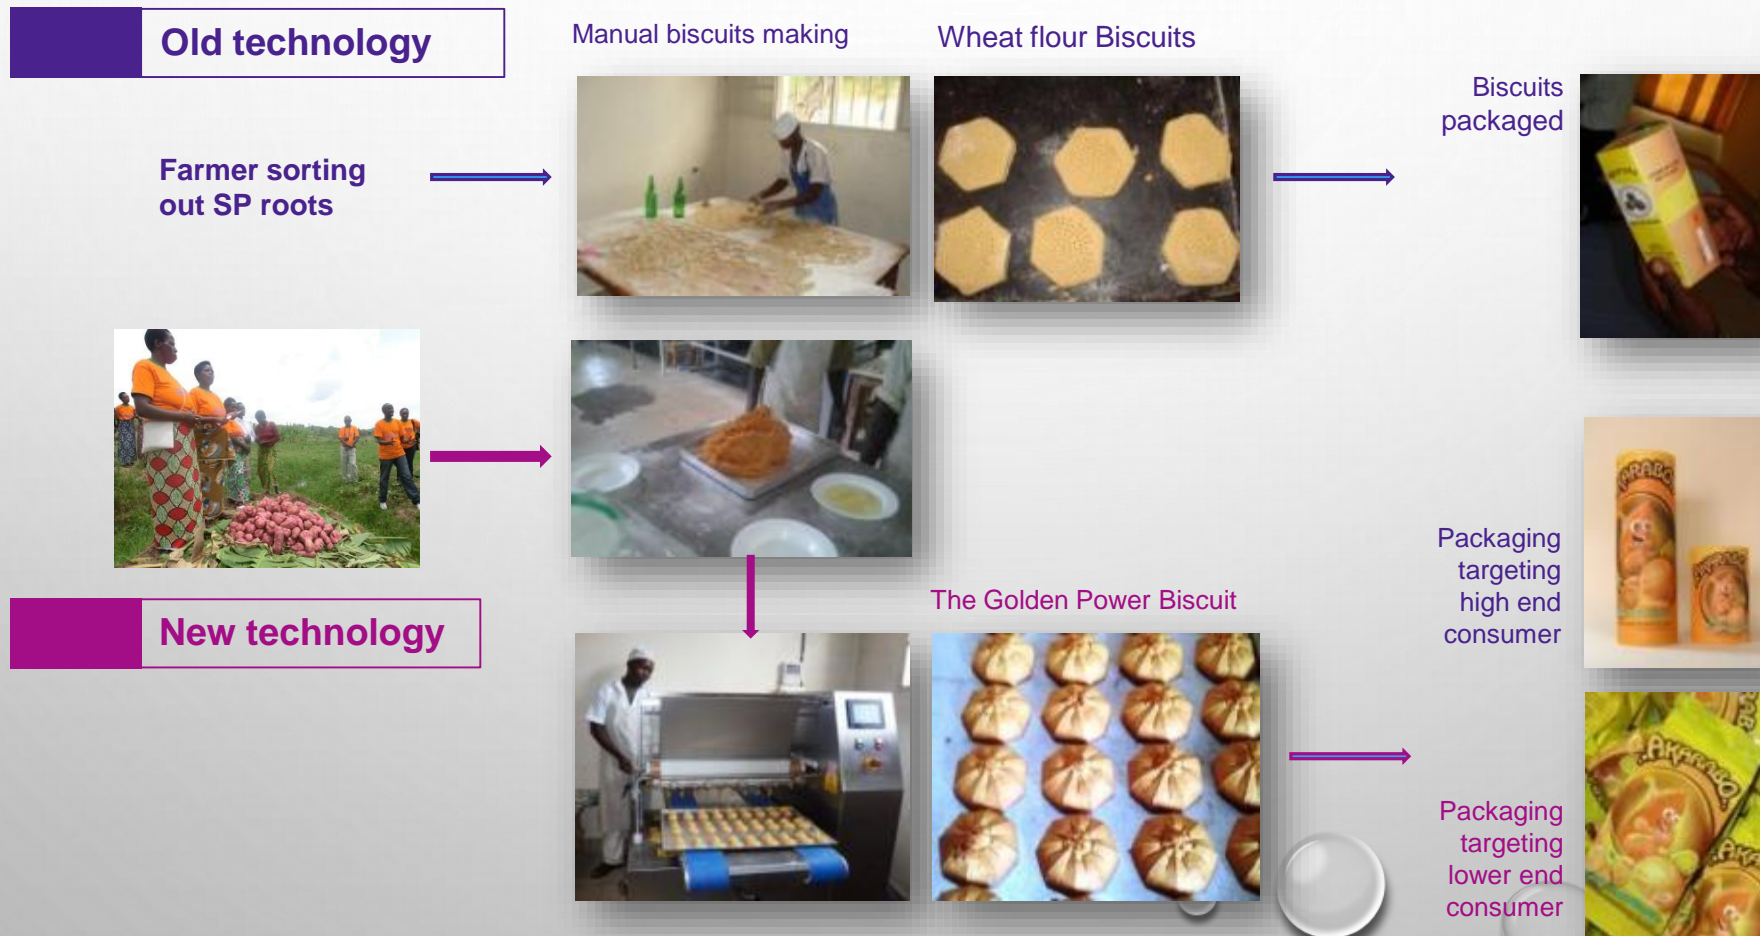 Old technology
Manual biscuits making
Wheat flour Biscuits
Biscuits
packaged
Farmer sorting
out SP roots
Packaging
targeting
high end
consumer
The Golden Power Biscuit
New technology
Packaging
targeting
lower end
consumer
AKARABO